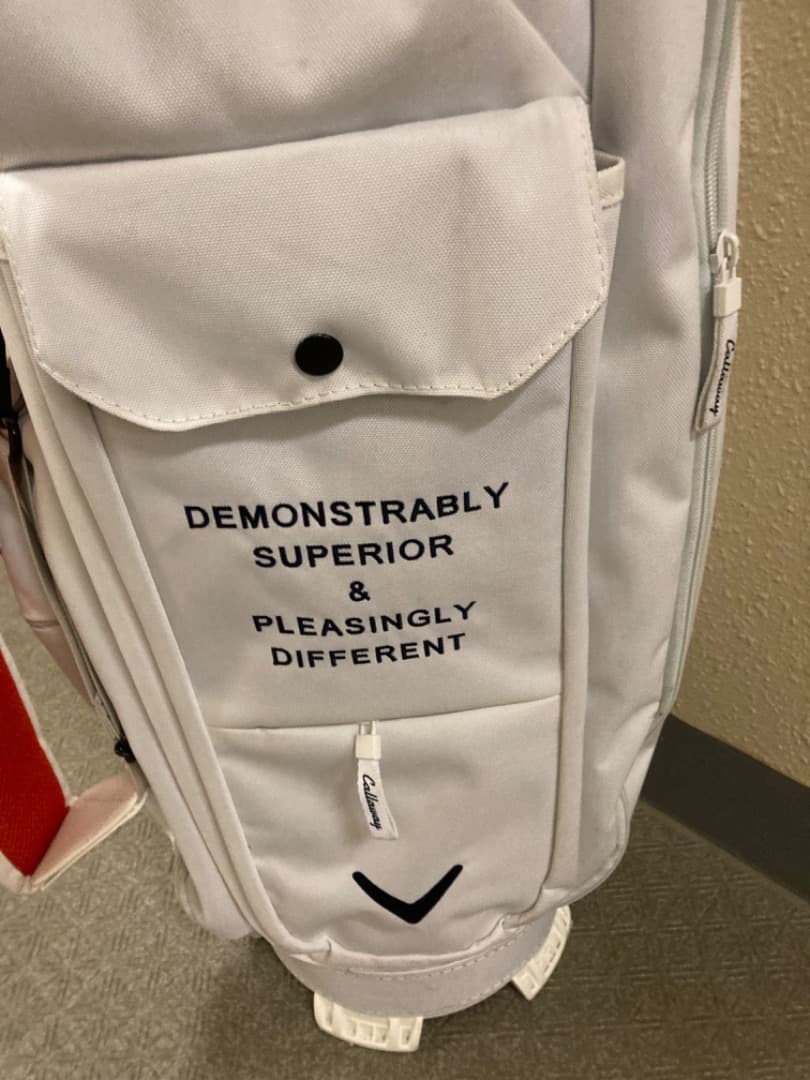 Callaway
DEMONSTRABLY
SUPERIOR
&
PLEASINGLY
DIFFERENT
Callaway